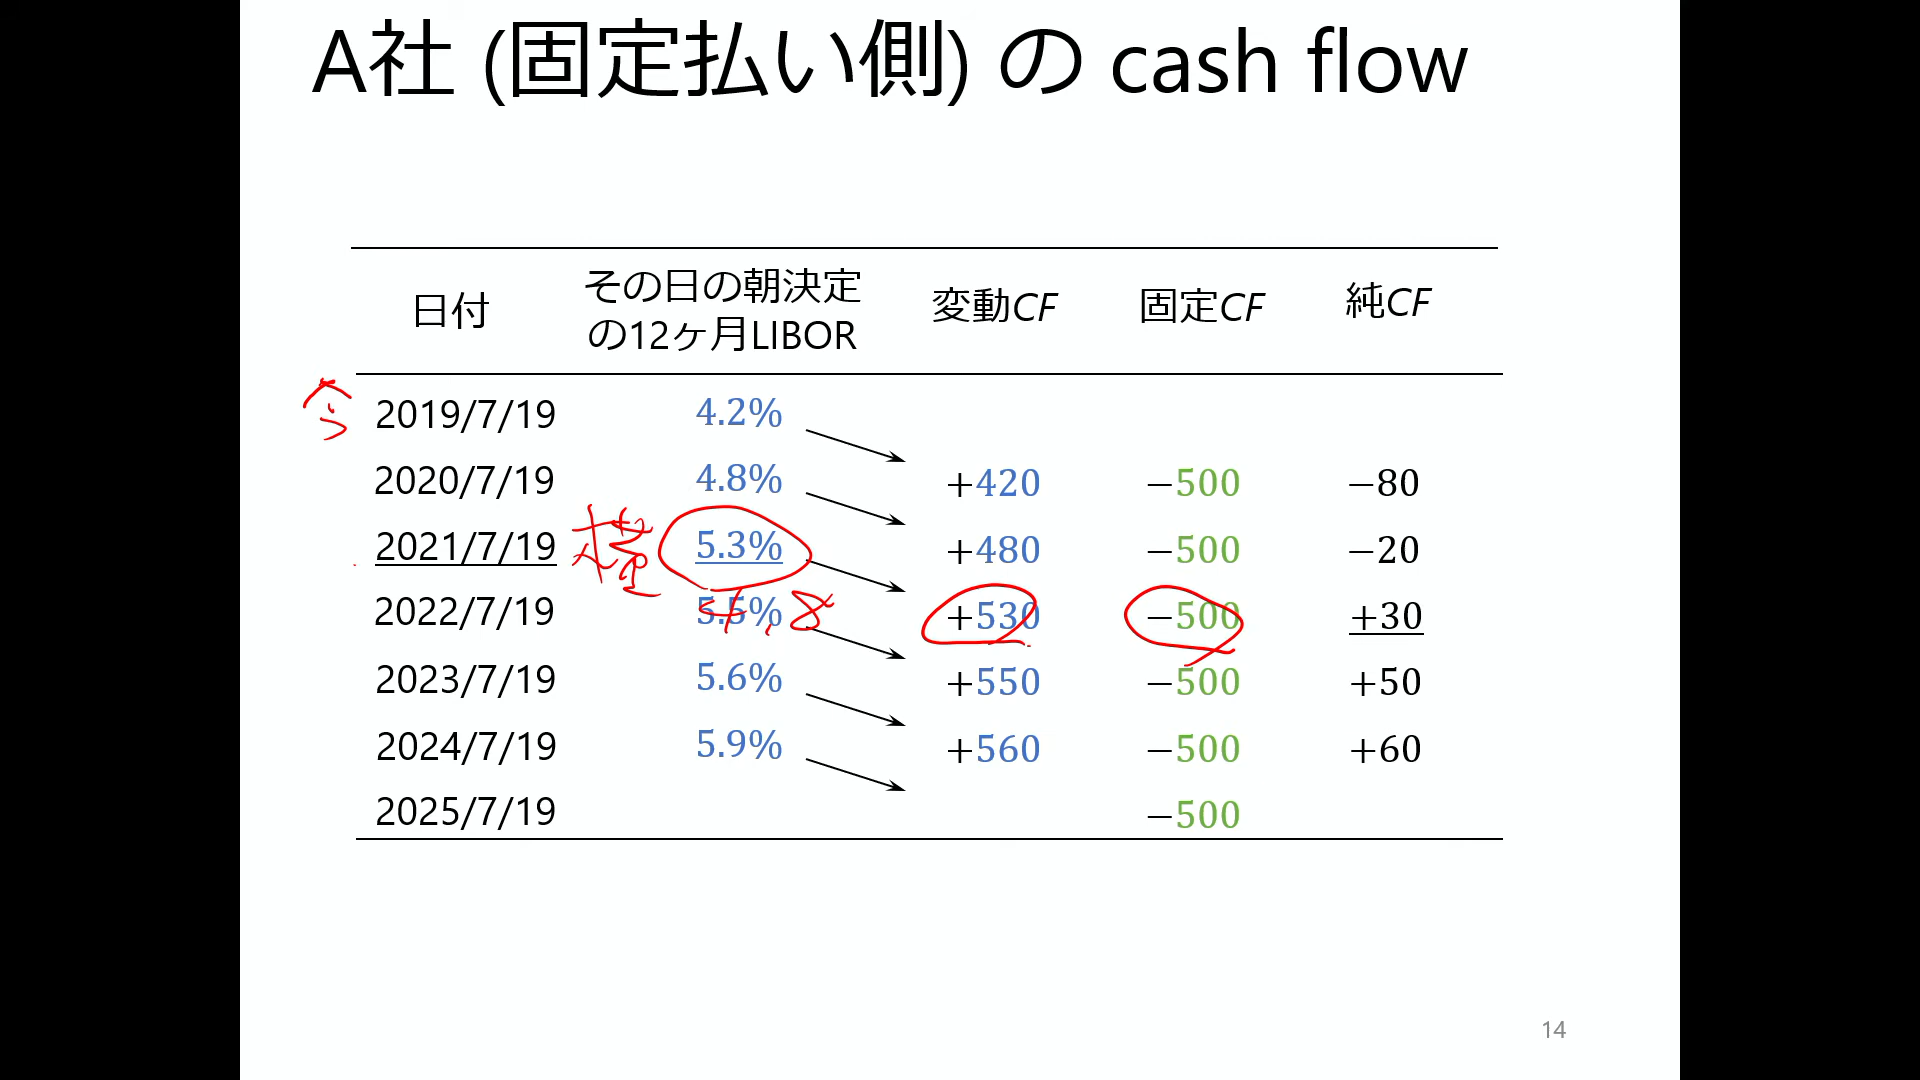 A社 (固定払い側) の cash flow
日付 その日の朝決定の12ヶ月LIBOR 変動CF 固定CF 純CF
今 2019/7/19 4.2%
2020/7/19 4.8% +420 −500 −80
2021/7/19 5.3% +480 −500 −20
4.8
2022/7/19 5.5% +530 −500 +30
2023/7/19 5.6% +550 −500 +50
2024/7/19 5.9% +560 −500 +60
2025/7/19 −500
14